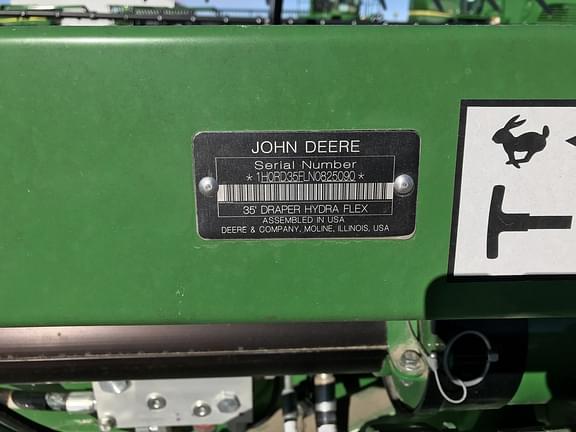 JOHN DEERE
Serial Number
*1H0RD35FLN0825090*
35' DRAPER HYDRA FLEX
ASSEMBLED IN USA
DEERE & COMPANY, MOLINE, ILLINOIS, USA